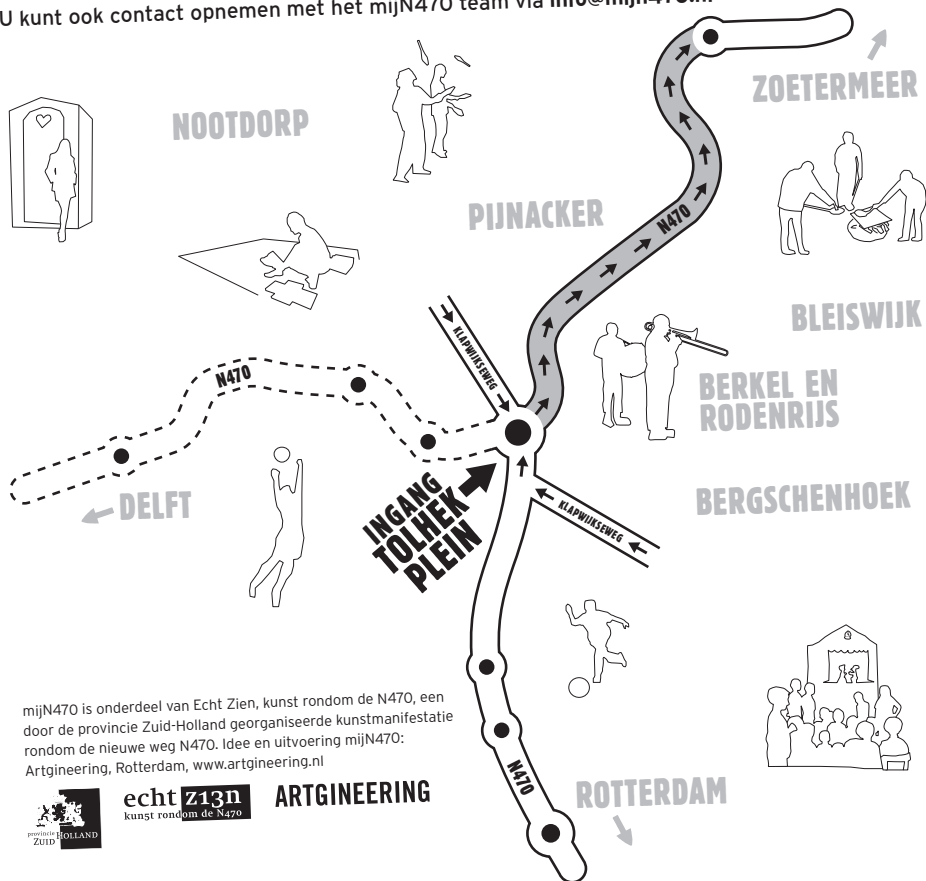 U kunt ook contact opnemen met het mijN470 team via info@mijn470.nl
ZOETERMEER
NOOTDORP
PIJNACKER
N470
BLEISWIJK
KLAPWIJKSEWEG
N470
BERKEL EN
RODENRIJS
DELFT
INGANG
TOLHEK
PLEIN
BERGSCHENHOEK
KLAPWIJKSEWEG
mijN470 is onderdeel van Echt Zien, kunst rondom de N470, een
door de provincie Zuid-Holland georganiseerde kunstmanifestatie
rondom de nieuwe weg N470. Idee en uitvoering mijN470:
Artgineering, Rotterdam, www.artgineering.nl
N470
ROTTERDAM
provincie
ZUID HOLLAND
echt z13n
kun5t rondom de N470
ARTGINEERING